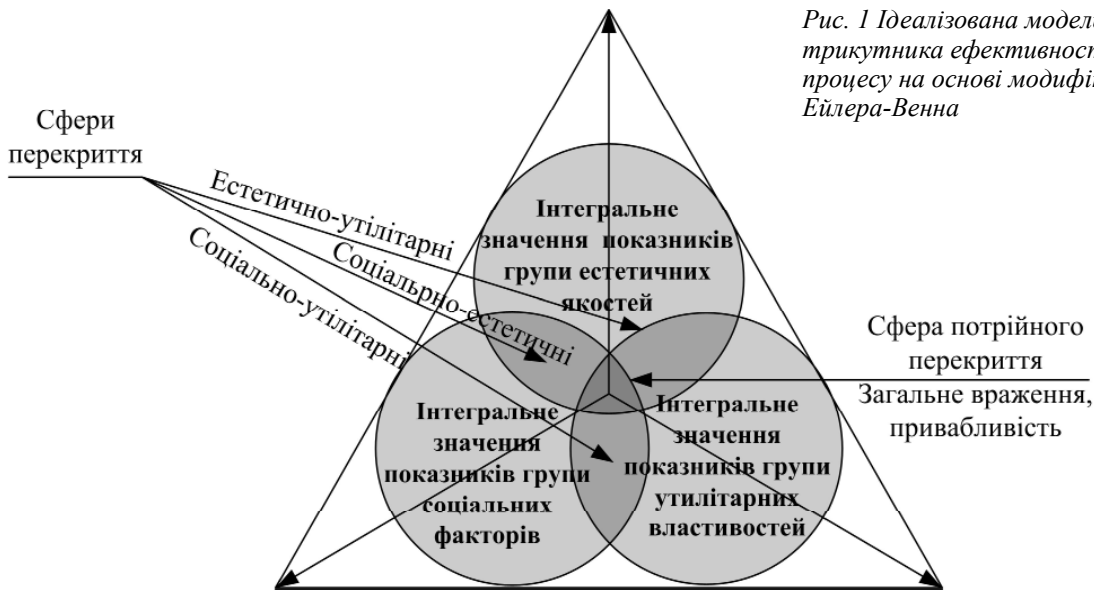 Рис. 1 Ідеалізована модель
трикутника ефективност
процесу на основі модифі
Ейлера-Венна
Сфери
перекриття
Естетично-утілітарні
Соціально-естетичні
Соціально-утілітарні
Інтегральне
значення показників
групи естетичних
якостей
Сфера потрійного
перекриття
Загальне враження,
привабливість
Інтегральне
значення
показників групи
соціальних
факторів
Інтегральне
значення
показників групи
утилітарних
властивостей